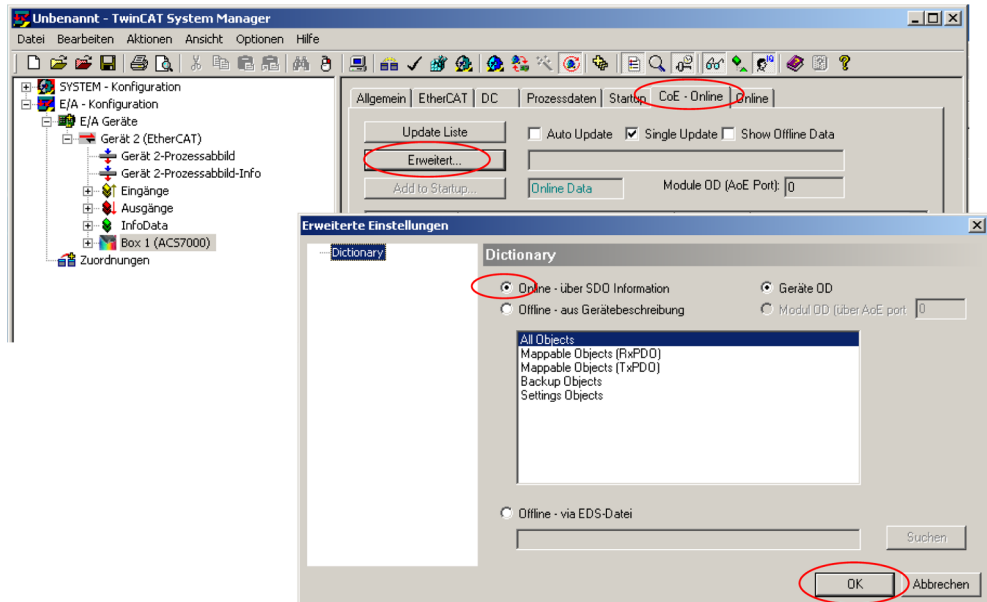 Unbenannt - TwinCAT System Manager
Datei Bearbeiten Aktionen Ansicht Optionen Hilfe
SYSTEM - Konfiguration
E/A - Konfiguration
E/A Geräte
Gerät 2 (EtherCAT)
Gerät 2-Prozessabbild
Gerät 2-Prozessabbild-Info
Eingänge
Ausgänge
InfoData
Box 1 (ACS7000)
Zuordnungen
Allgemein EtherCAT DC Prozessdaten Startup CoE - Online Online
Update Liste Auto Update Single Update Show Offline Data
Erweitert...
Add to Startup... Online Data Module OD (AoE Port): 0
Erweiterte Einstellungen
Dictionary
Dictionary
Online - über SDO Information Geräte OD
Offline - aus Gerätebeschreibung Modul OD (über AoE port 0
All Objects
Mappable Objects (RxPDO)
Mappable Objects (TxPDO)
Backup Objects
Settings Objects
Offline - via EDS-Datei
Suchen
OK Abbrechen